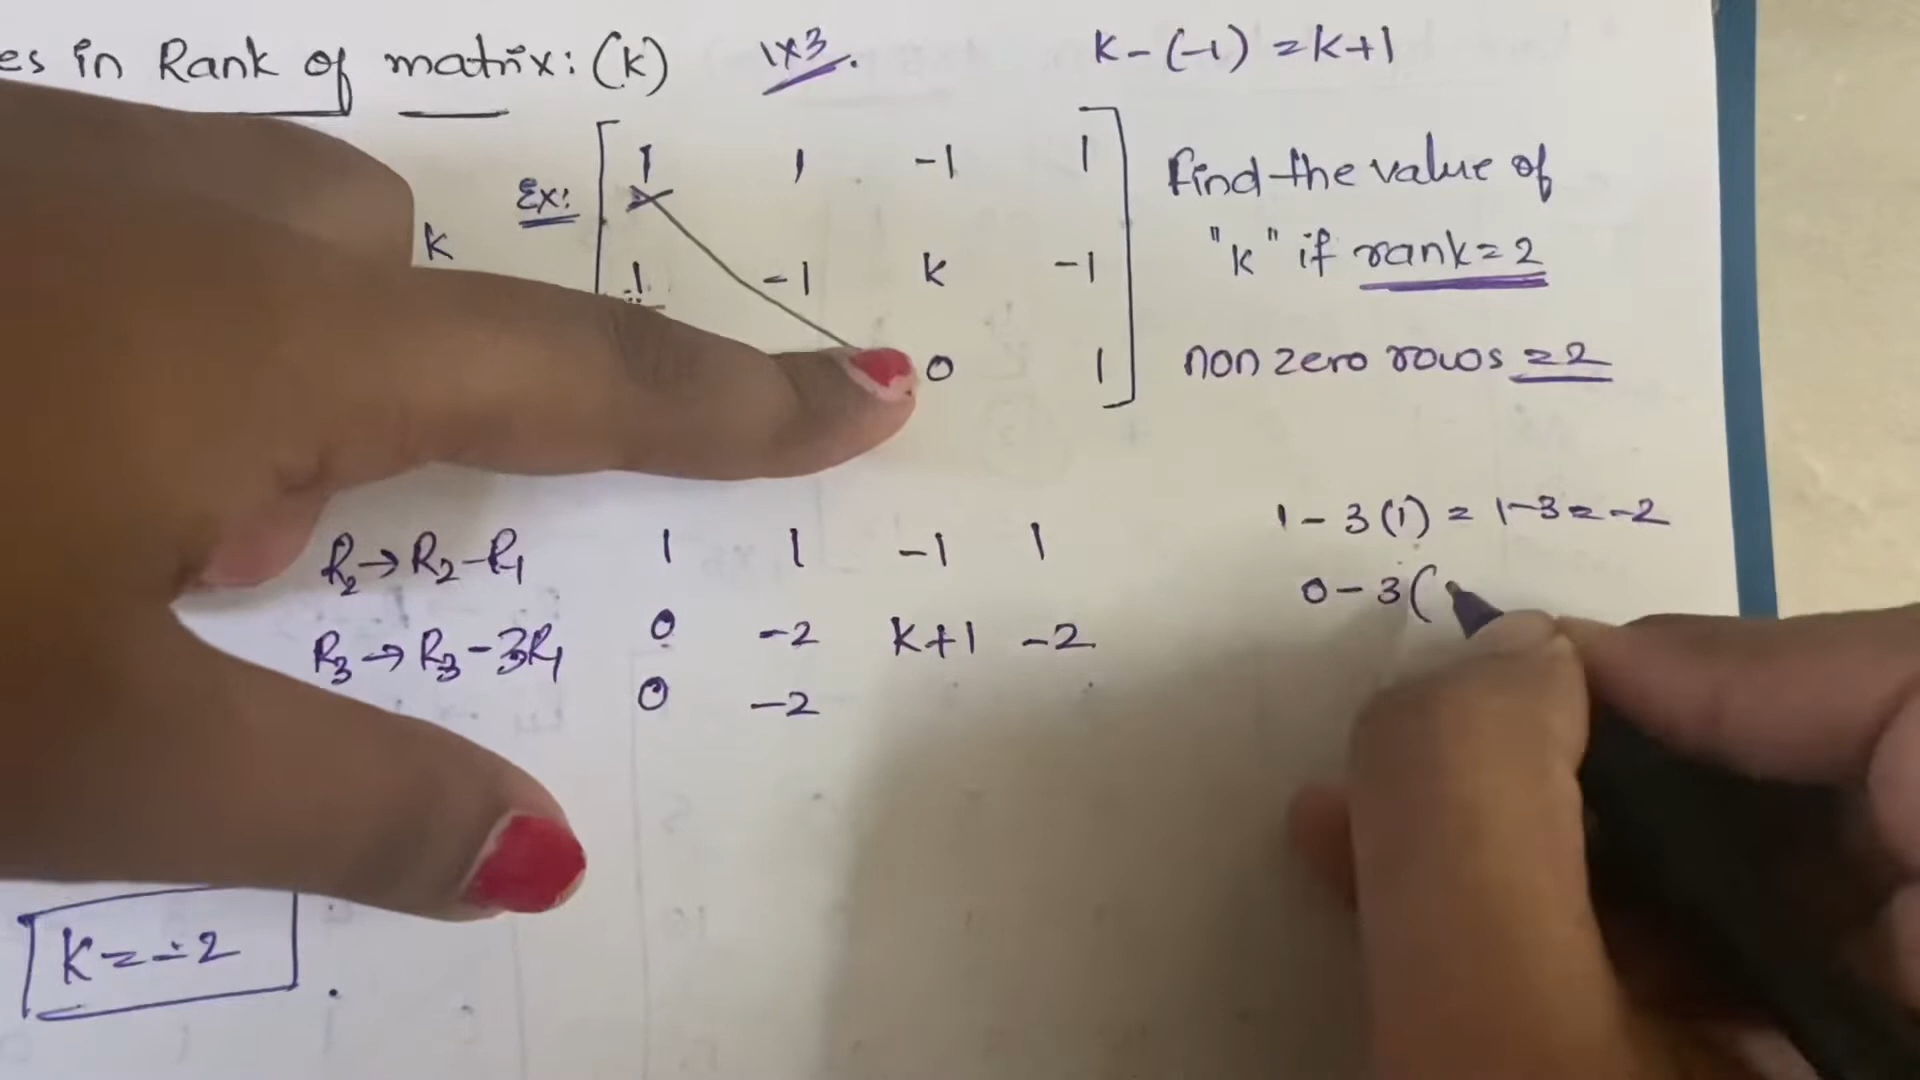 es in Rank of matrix: (k) 1x3. k-(-1) = k+1
Ex: 1 1 -1 1 Find the value of
k 1 -1 k -1 "k" if rank=2
0 1 non zero rows =2
1 - 3(1) = 1-3=-2
R2→R2-R1 1 1 -1 1
0 - 3(
R3→R3-3R1 0 -2 k+1 -2
0 -2
K=-2